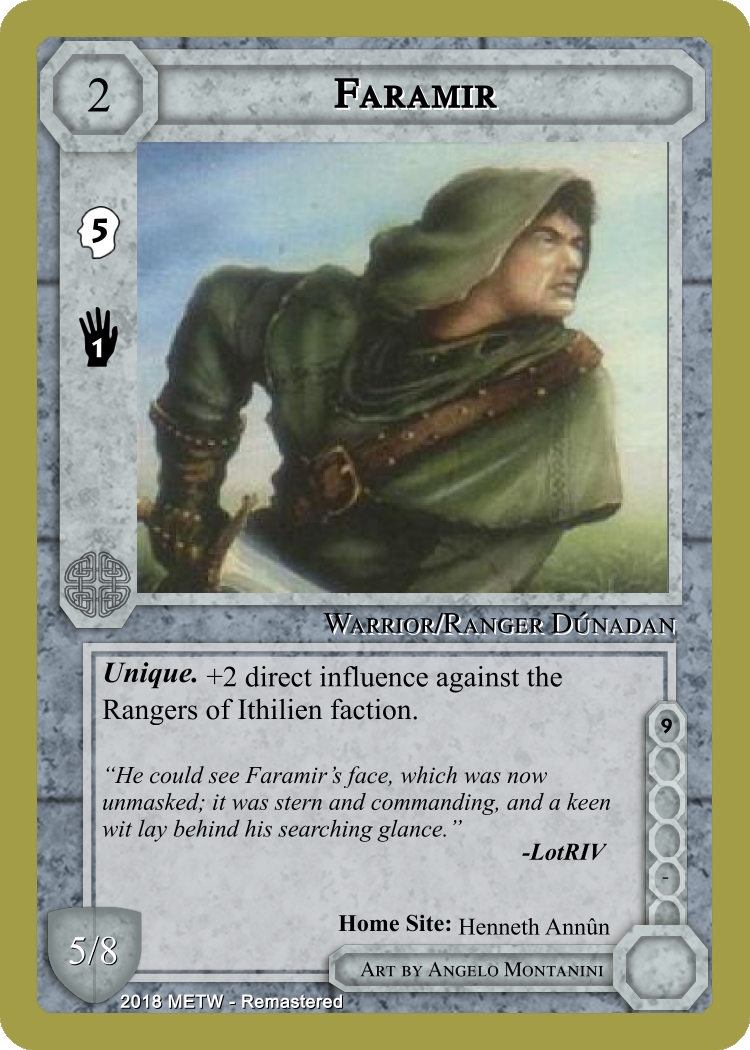 2
FARAMIR
5
1
WARRIOR/RANGER DÚNADAN
Unique. +2 direct influence against the
Rangers of Ithilien faction.
9
“He could see Faramir’s face, which was now
unmasked; it was stern and commanding, and a keen
wit lay behind his searching glance.”
-LotRIV
-
Home Site: Henneth Annûn
5/8
ART BY ANGELO MONTANINI
2018 METW - Remastered